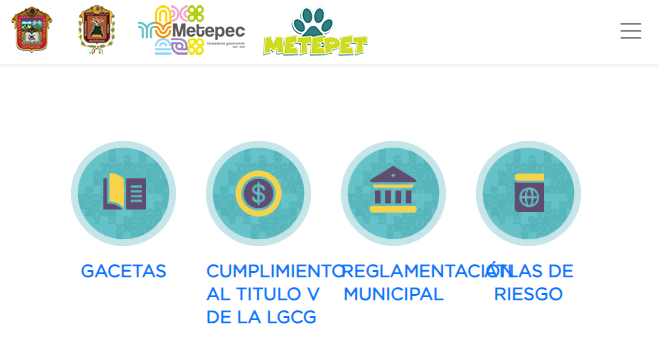 Metepec
METEPET
GACETAS
CUMPLIMIENTO
AL TITULO V
DE LA LGCG
REGLAMENTACIÓN
MUNICIPAL
ATLAS DE
RIESGO